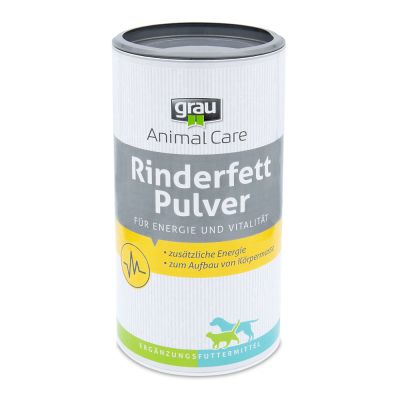 grau
Animal Care
Rinderfett
Pulver
FÜR ENERGIE UND VITALITÄT
• zusätzliche Energie
• zum Aufbau von Körpermasse
ERGÄNZUNGSFUTTERMITTEL